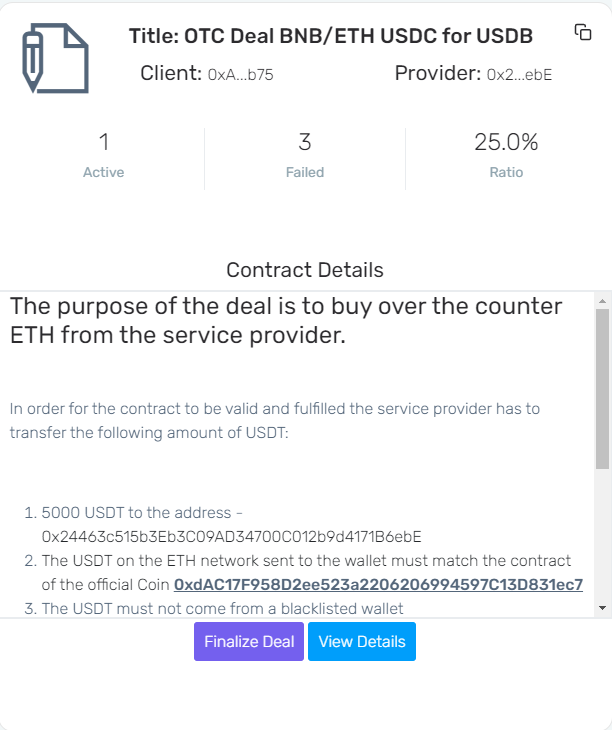 Title: OTC Deal BNB/ETH USDC for USDB
Client: 0xA...b75 Provider: 0x2...ebE
1 3 25.0%
Active Failed Ratio
Contract Details
The purpose of the deal is to buy over the counter
ETH from the service provider.
In order for the contract to be valid and fulfilled the service provider has to
transfer the following amount of USDT:
1. 5000 USDT to the address -
0x24463c515b3Eb3C09AD34700C012b9d4171B6ebE
2. The USDT on the ETH network sent to the wallet must match the contract
of the official Coin 0xdAC17F958D2ee523a2206206994597C13D831ec7
3. The USDT must not come from a blacklisted wallet
Finalize Deal View Details